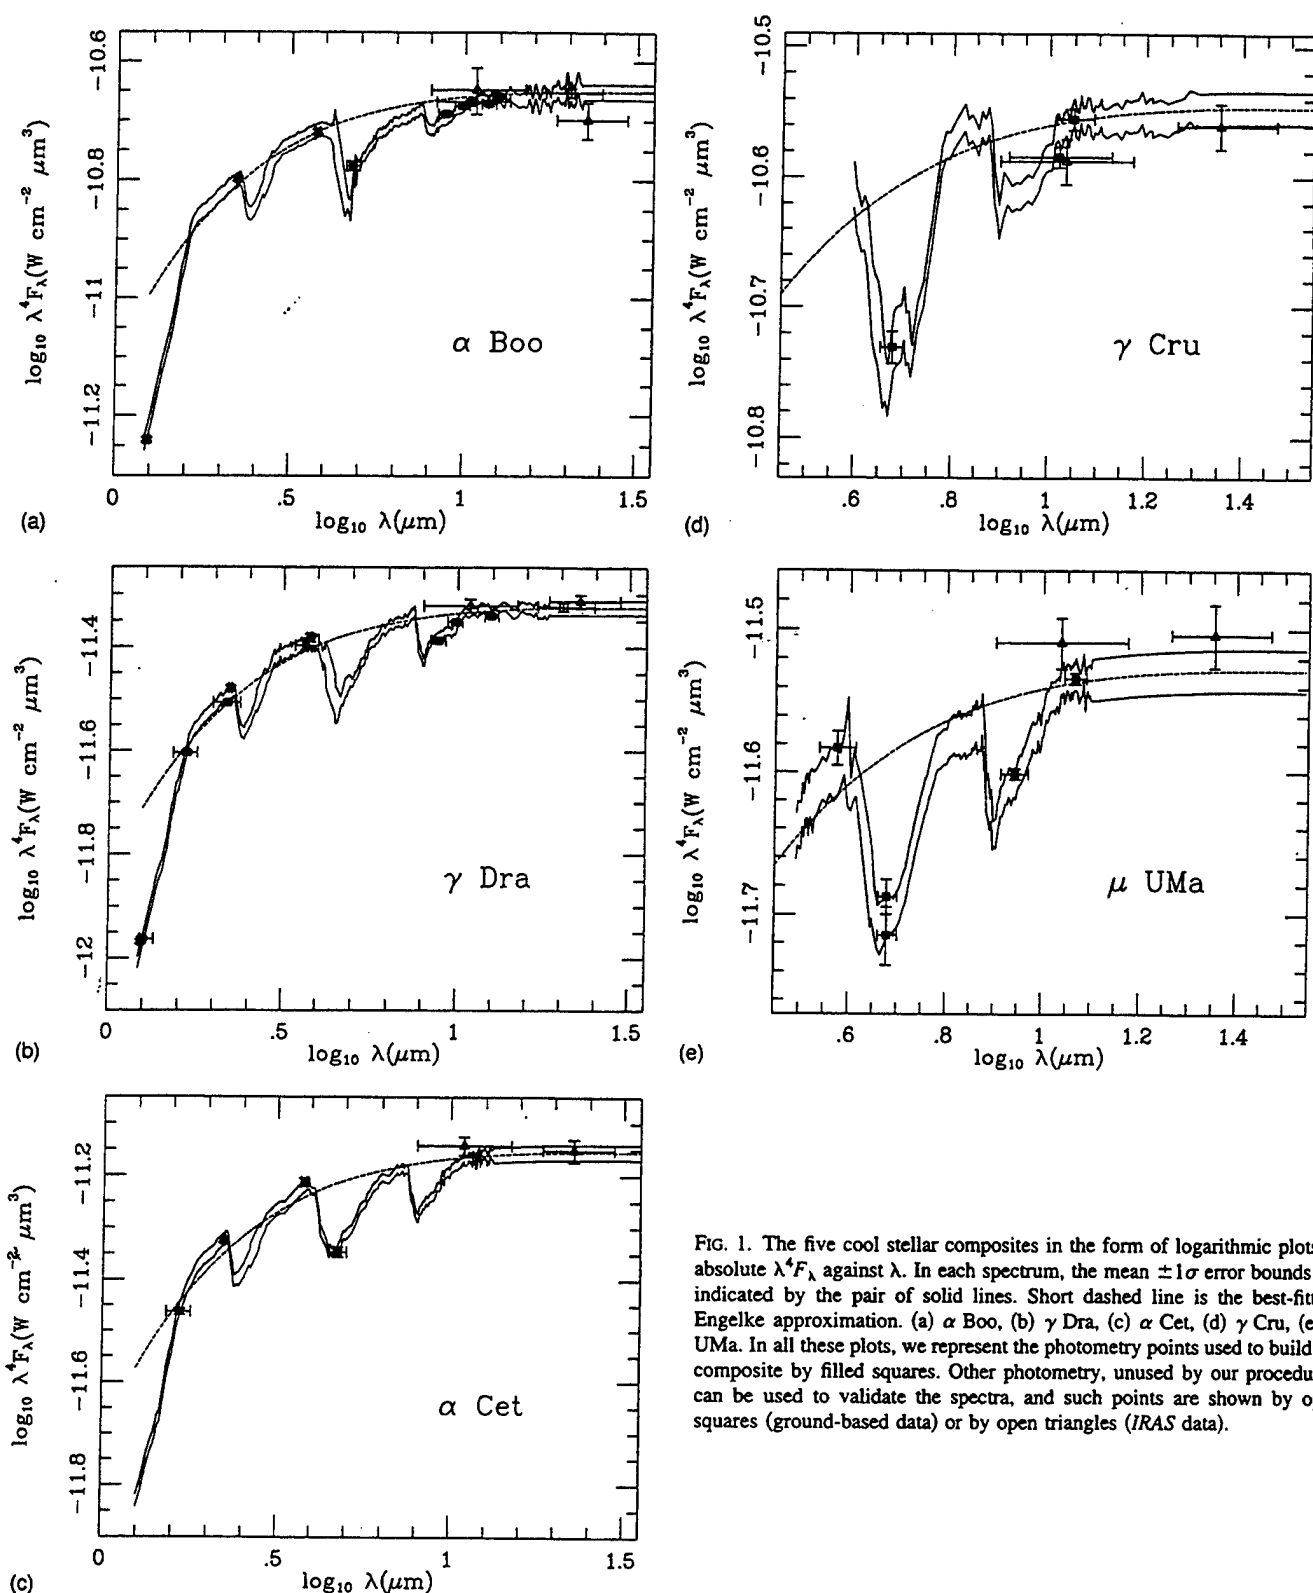 −10.6
−10.8
−11
−11.2
log₁₀ λ⁴F_λ(W cm⁻² μm³)
α Boo
0
.5
1
1.5
log₁₀ λ(μm)
(a)
−11.4
−11.6
−11.8
−12
log₁₀ λ⁴F_λ(W cm⁻² μm³)
γ Dra
0
.5
1
1.5
log₁₀ λ(μm)
(b)
−11.2
−11.4
−11.6
−11.8
log₁₀ λ⁴F_λ(W cm⁻² μm³)
α Cet
0
.5
1
1.5
log₁₀ λ(μm)
(c)
−10.5
−10.6
−10.7
−10.8
log₁₀ λ⁴F_λ(W cm⁻² μm³)
γ Cru
.6
.8
1
1.2
1.4
log₁₀ λ(μm)
(d)
−11.5
−11.6
−11.7
log₁₀ λ⁴F_λ(W cm⁻² μm³)
μ UMa
.6
.8
1
1.2
1.4
log₁₀ λ(μm)
(e)
FIG. 1. The five cool stellar composites in the form of logarithmic plots
absolute λ⁴F_λ against λ. In each spectrum, the mean ±1σ error bounds
indicated by the pair of solid lines. Short dashed line is the best-fit
Engelke approximation. (a) α Boo, (b) γ Dra, (c) α Cet, (d) γ Cru, (e
UMa. In all these plots, we represent the photometry points used to build
composite by filled squares. Other photometry, unused by our procedu
can be used to validate the spectra, and such points are shown by o
squares (ground-based data) or by open triangles (IRAS data).